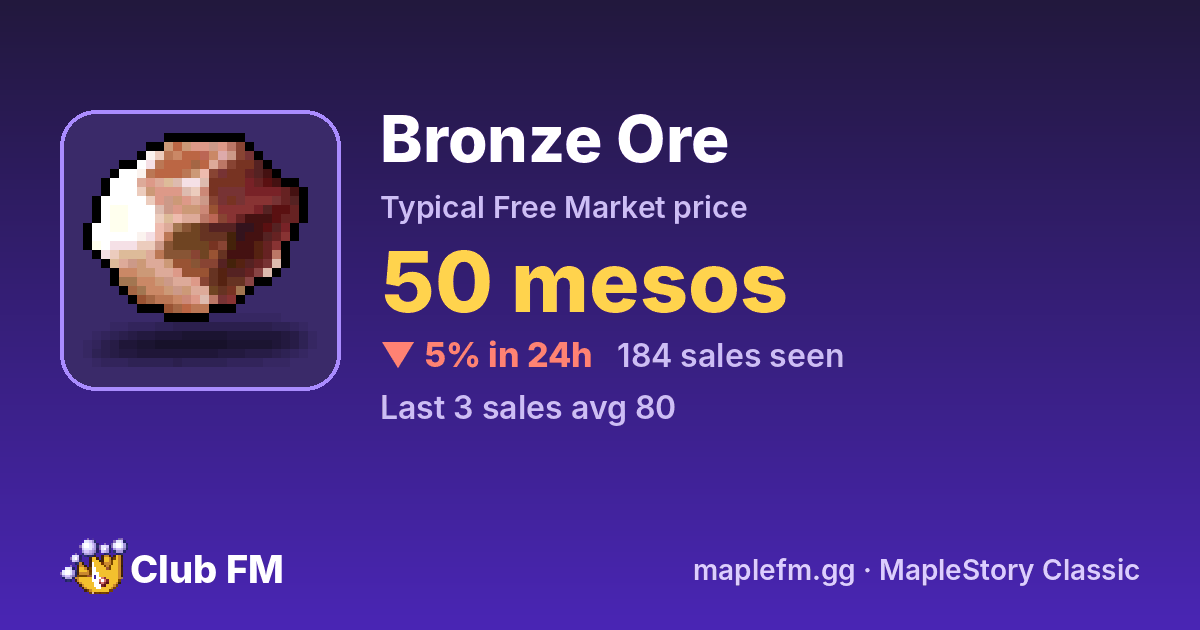 Bronze Ore
Typical Free Market price
50 mesos
▼ 5% in 24h 184 sales seen
Last 3 sales avg 80
Club FM
maplefm.gg · MapleStory Classic